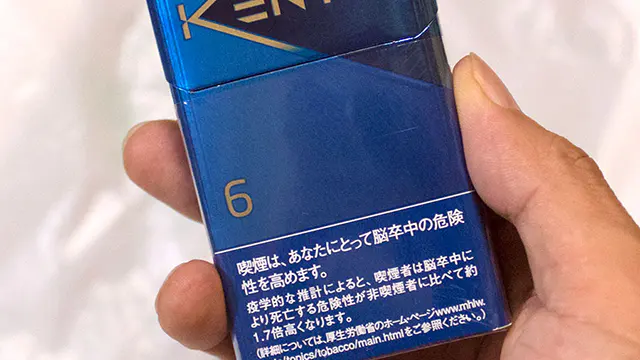 KENT
6
喫煙は、あなたにとって脳卒中の危険
性を高めます。
疫学的な推計によると、喫煙者は脳卒中に
より死亡する危険性が非喫煙者に比べて約
1.7倍高くなります。
(詳細については、厚生労働省のホーム・ページwww.mhlw.
/topics/tobacco/main.htmlをご参照ください。)